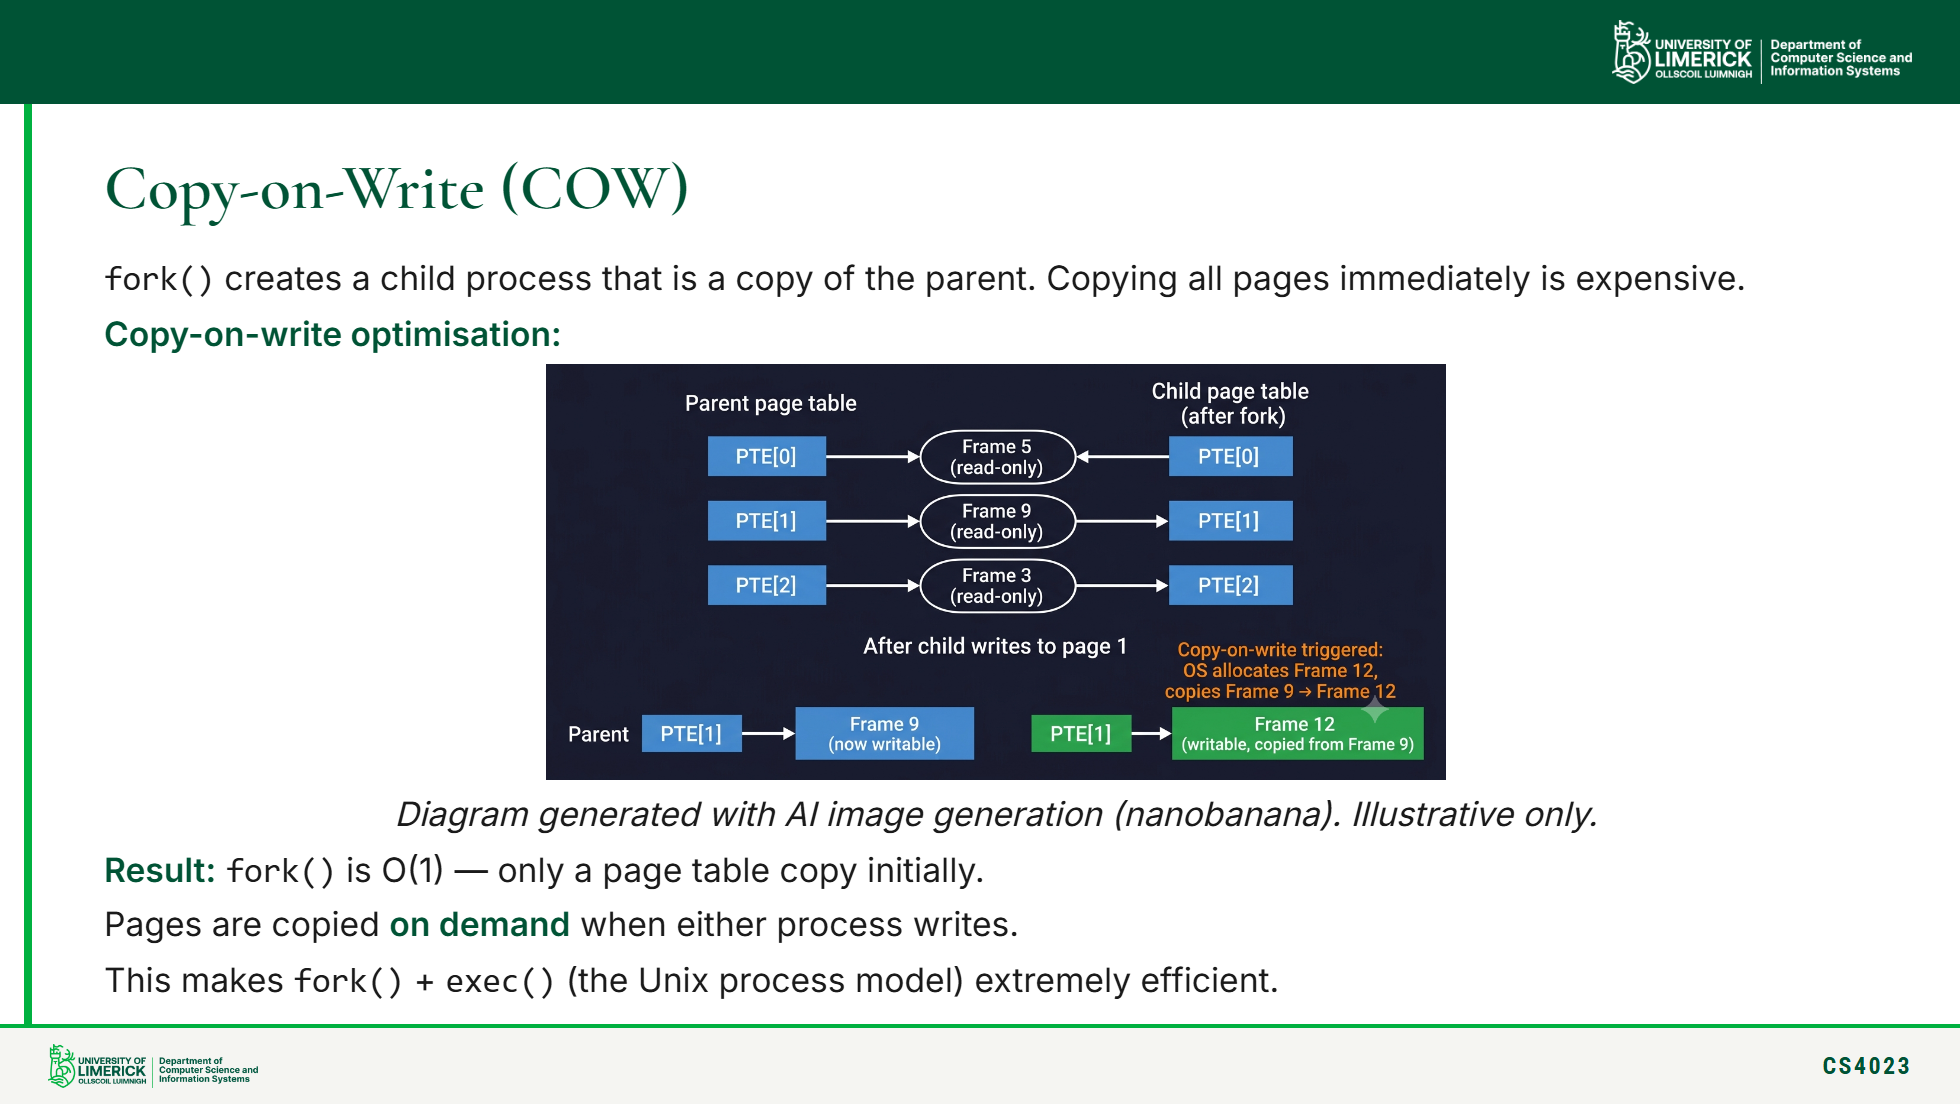 UNIVERSITY OF
LIMERICK
OLLSCOIL LUIMNIGH
Department of
Computer Science and
Information Systems
Copy-on-Write (COW)
fork() creates a child process that is a copy of the parent. Copying all pages immediately is expensive.
Copy-on-write optimisation:
Parent page table
Child page table
(after fork)
PTE[0]
Frame 5
(read-only)
PTE[0]
PTE[1]
Frame 9
(read-only)
PTE[1]
PTE[2]
Frame 3
(read-only)
PTE[2]
After child writes to page 1
Copy-on-write triggered:
OS allocates Frame 12,
copies Frame 9 → Frame 12
Parent
PTE[1]
Frame 9
(now writable)
PTE[1]
Frame 12
(writable, copied from Frame 9)
Diagram generated with AI image generation (nanobanana). Illustrative only.
Result: fork() is O(1) — only a page table copy initially.
Pages are copied on demand when either process writes.
This makes fork() + exec() (the Unix process model) extremely efficient.
UNIVERSITY OF
LIMERICK
OLLSCOIL LUIMNIGH
Department of
Computer Science and
Information Systems
CS4023